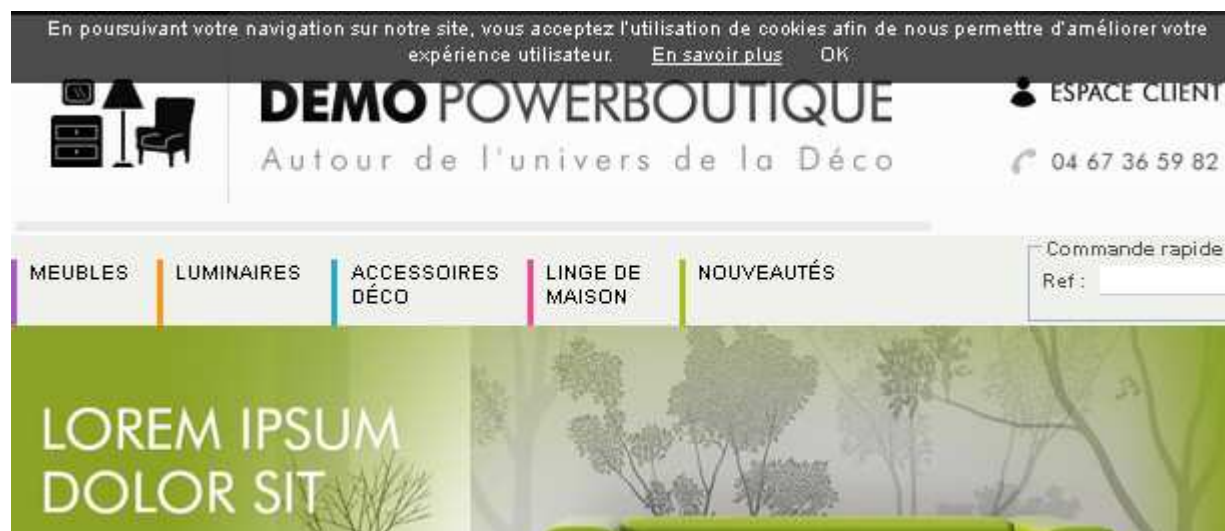 En poursuivant votre navigation sur notre site, vous acceptez l'utilisation de cookies afin de nous permettre d'améliorer votre
expérience utilisateur. En savoir plus OK
DEMO POWERBOUTIQUE
Autour de l'univers de la Déco
ESPACE CLIENT
04 67 36 59 82
MEUBLES
LUMINAIRES
ACCESSOIRES
DÉCO
LINGE DE
MAISON
NOUVEAUTÉS
Commande rapide
Ref :
LOREM IPSUM
DOLOR SIT